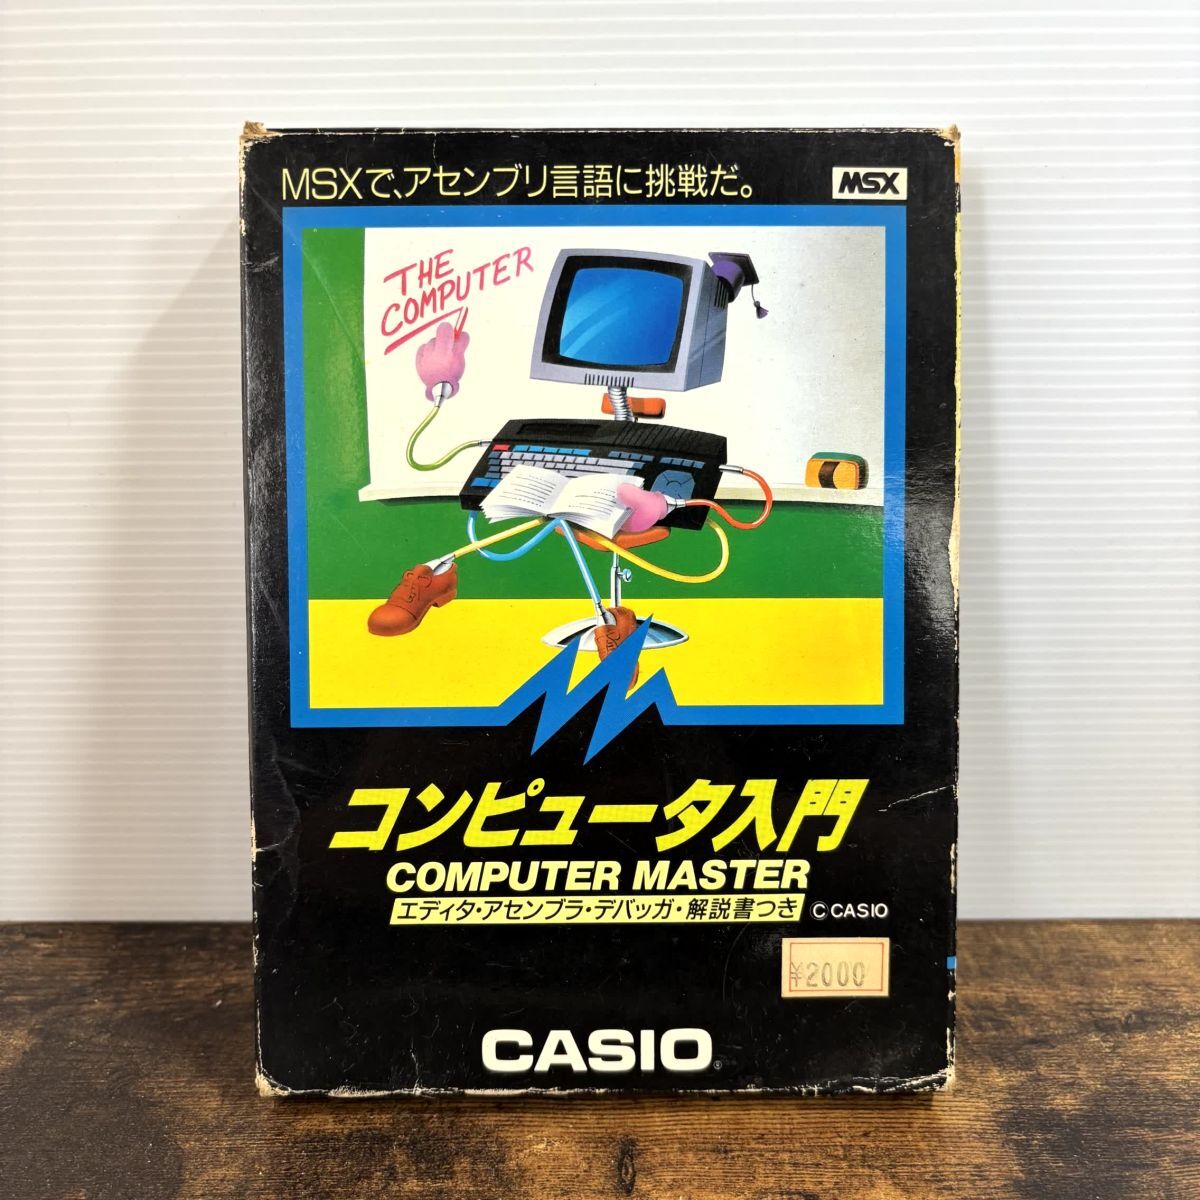 MSXで、アセンブリ言語に挑戦だ。
MSX
THE
COMPUTER
コンピュータ入門
COMPUTER MASTER
エディタ・アセンブラ・デバッガ・解説書つき
©CASIO
¥2000
CASIO®